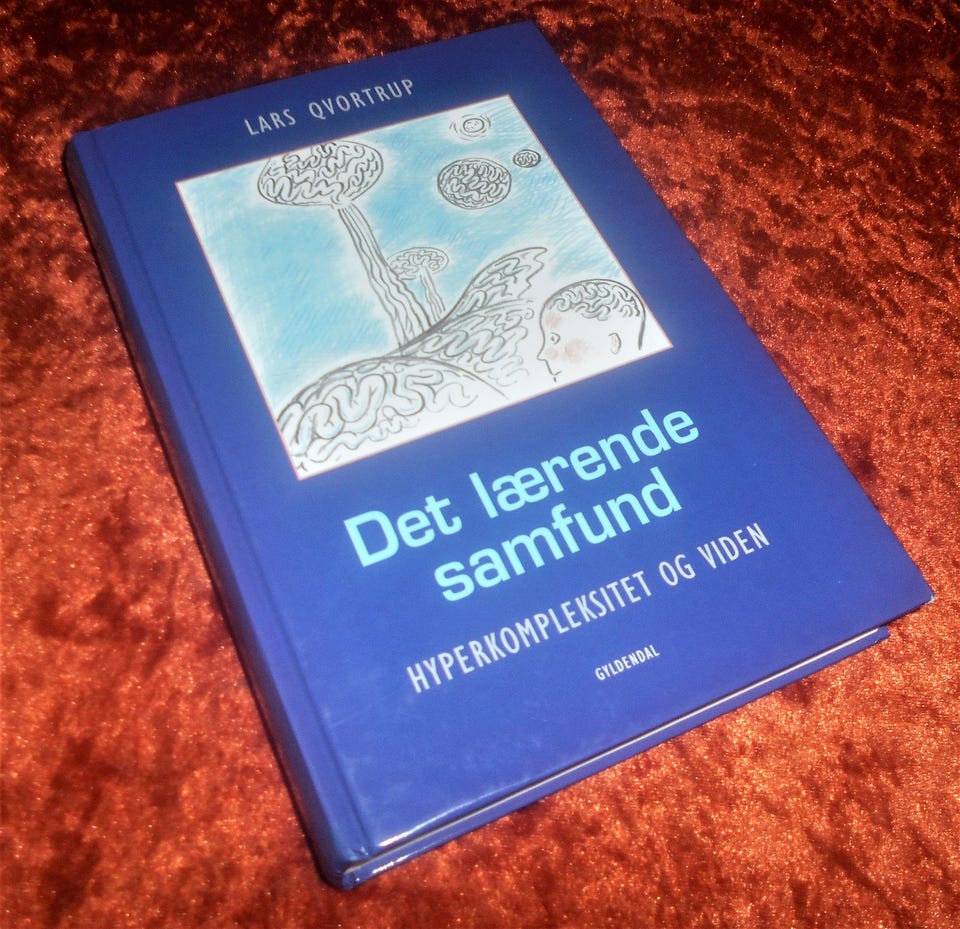 LARS QVORTRUP
Det lærende
samfund
HYPERKOMPLEKSITET OG VIDEN
GYLDENDAL